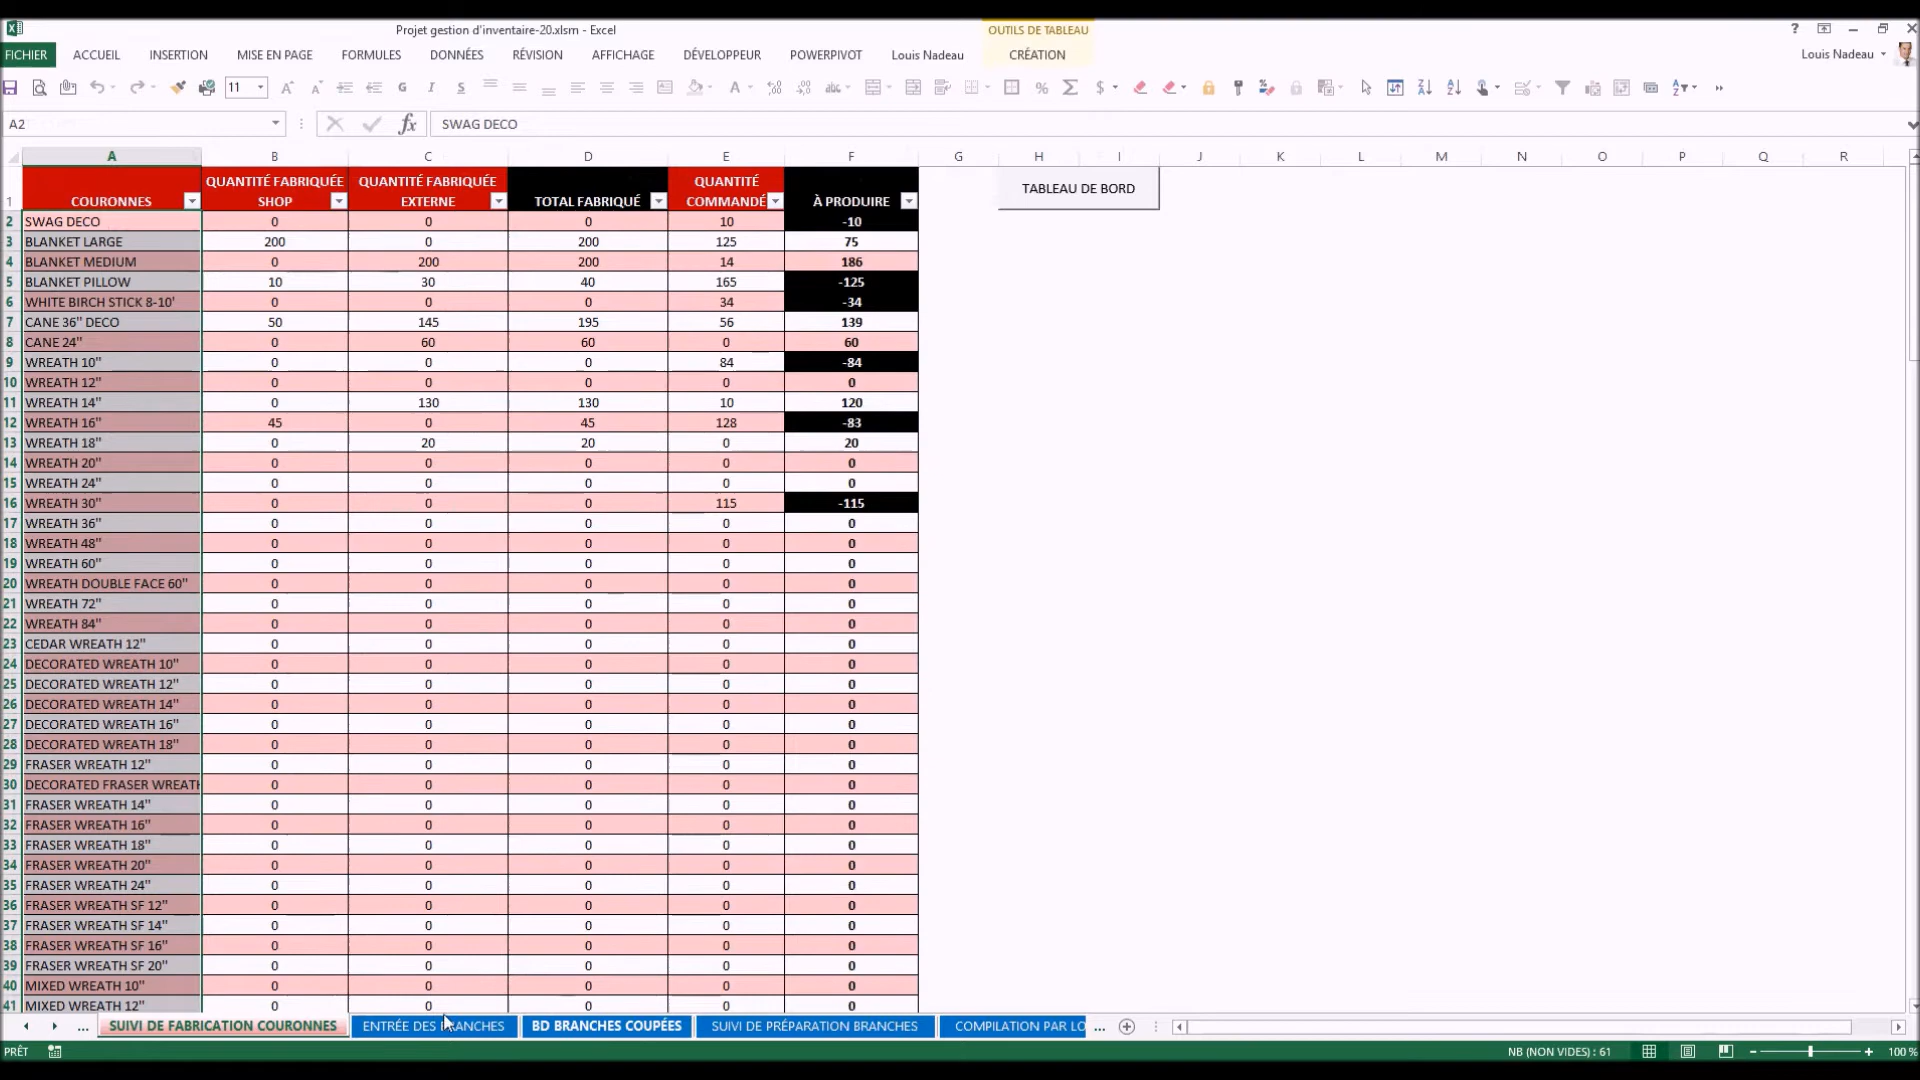 Projet gestion d'inventaire-20.xlsm - Excel
OUTILS DE TABLEAU
FICHIER ACCUEIL INSERTION MISE EN PAGE FORMULES DONNÉES RÉVISION AFFICHAGE DÉVELOPPEUR POWERPIVOT Louis Nadeau CRÉATION Louis Nadeau
11
A2 SWAG DECO
A B C D E F G H I J K L M N O P Q R
1 COURONNES QUANTITÉ FABRIQUÉE SHOP QUANTITÉ FABRIQUÉE EXTERNE TOTAL FABRIQUÉ QUANTITÉ COMMANDÉ À PRODUIRE
TABLEAU DE BORD
2 SWAG DECO 0 0 0 10 -10
3 BLANKET LARGE 200 0 200 125 75
4 BLANKET MEDIUM 0 200 200 14 186
5 BLANKET PILLOW 10 30 40 165 -125
6 WHITE BIRCH STICK 8-10' 0 0 0 34 -34
7 CANE 36" DECO 50 145 195 56 139
8 CANE 24" 0 60 60 0 60
9 WREATH 10" 0 0 0 84 -84
10 WREATH 12" 0 0 0 0 0
11 WREATH 14" 0 130 130 10 120
12 WREATH 16" 45 0 45 128 -83
13 WREATH 18" 0 20 20 0 20
14 WREATH 20" 0 0 0 0 0
15 WREATH 24" 0 0 0 0 0
16 WREATH 30" 0 0 0 115 -115
17 WREATH 36" 0 0 0 0 0
18 WREATH 48" 0 0 0 0 0
19 WREATH 60" 0 0 0 0 0
20 WREATH DOUBLE FACE 60" 0 0 0 0 0
21 WREATH 72" 0 0 0 0 0
22 WREATH 84" 0 0 0 0 0
23 CEDAR WREATH 12" 0 0 0 0 0
24 DECORATED WREATH 10" 0 0 0 0 0
25 DECORATED WREATH 12" 0 0 0 0 0
26 DECORATED WREATH 14" 0 0 0 0 0
27 DECORATED WREATH 16" 0 0 0 0 0
28 DECORATED WREATH 18" 0 0 0 0 0
29 FRASER WREATH 12" 0 0 0 0 0
30 DECORATED FRASER WREATH 0 0 0 0 0
31 FRASER WREATH 14" 0 0 0 0 0
32 FRASER WREATH 16" 0 0 0 0 0
33 FRASER WREATH 18" 0 0 0 0 0
34 FRASER WREATH 20" 0 0 0 0 0
35 FRASER WREATH 24" 0 0 0 0 0
36 FRASER WREATH SF 12" 0 0 0 0 0
37 FRASER WREATH SF 14" 0 0 0 0 0
38 FRASER WREATH SF 16" 0 0 0 0 0
39 FRASER WREATH SF 20" 0 0 0 0 0
40 MIXED WREATH 10" 0 0 0 0 0
41 MIXED WREATH 12" 0 0 0 0 0
... SUIVI DE FABRICATION COURONNES ENTRÉE DES BRANCHES BD BRANCHES COUPÉES SUIVI DE PRÉPARATION BRANCHES COMPILATION PAR LO ...
PRÊT NB (NON VIDES) : 61 100 %